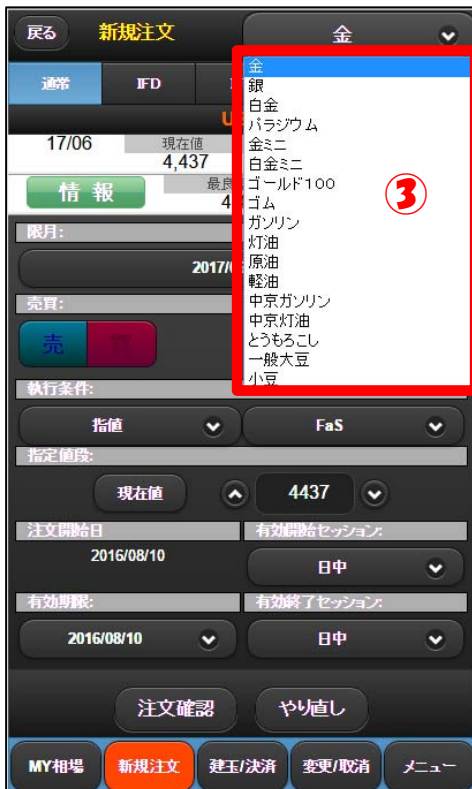 戻る 新規注文 金
通常 IFD
金
銀
白金
パラジウム
金ミニ
白金ミニ
ゴールド100
ゴム
ガソリン
灯油
原油
軽油
中京ガソリン
中京灯油
とうもろこし
一般大豆
小豆
③
17/06 現在値
4,437
情報 最良
4
限月:
2017/0
売買:
売 買
執行条件:
指値 FaS
指定値段:
現在値 4437
注文開始日 有効開始セッション:
2016/08/10 日中
有効期限: 有効終了セッション:
2016/08/10 日中
注文確認 やり直し
MY相場 新規注文 建玉/決済 変更/取消 メニュー